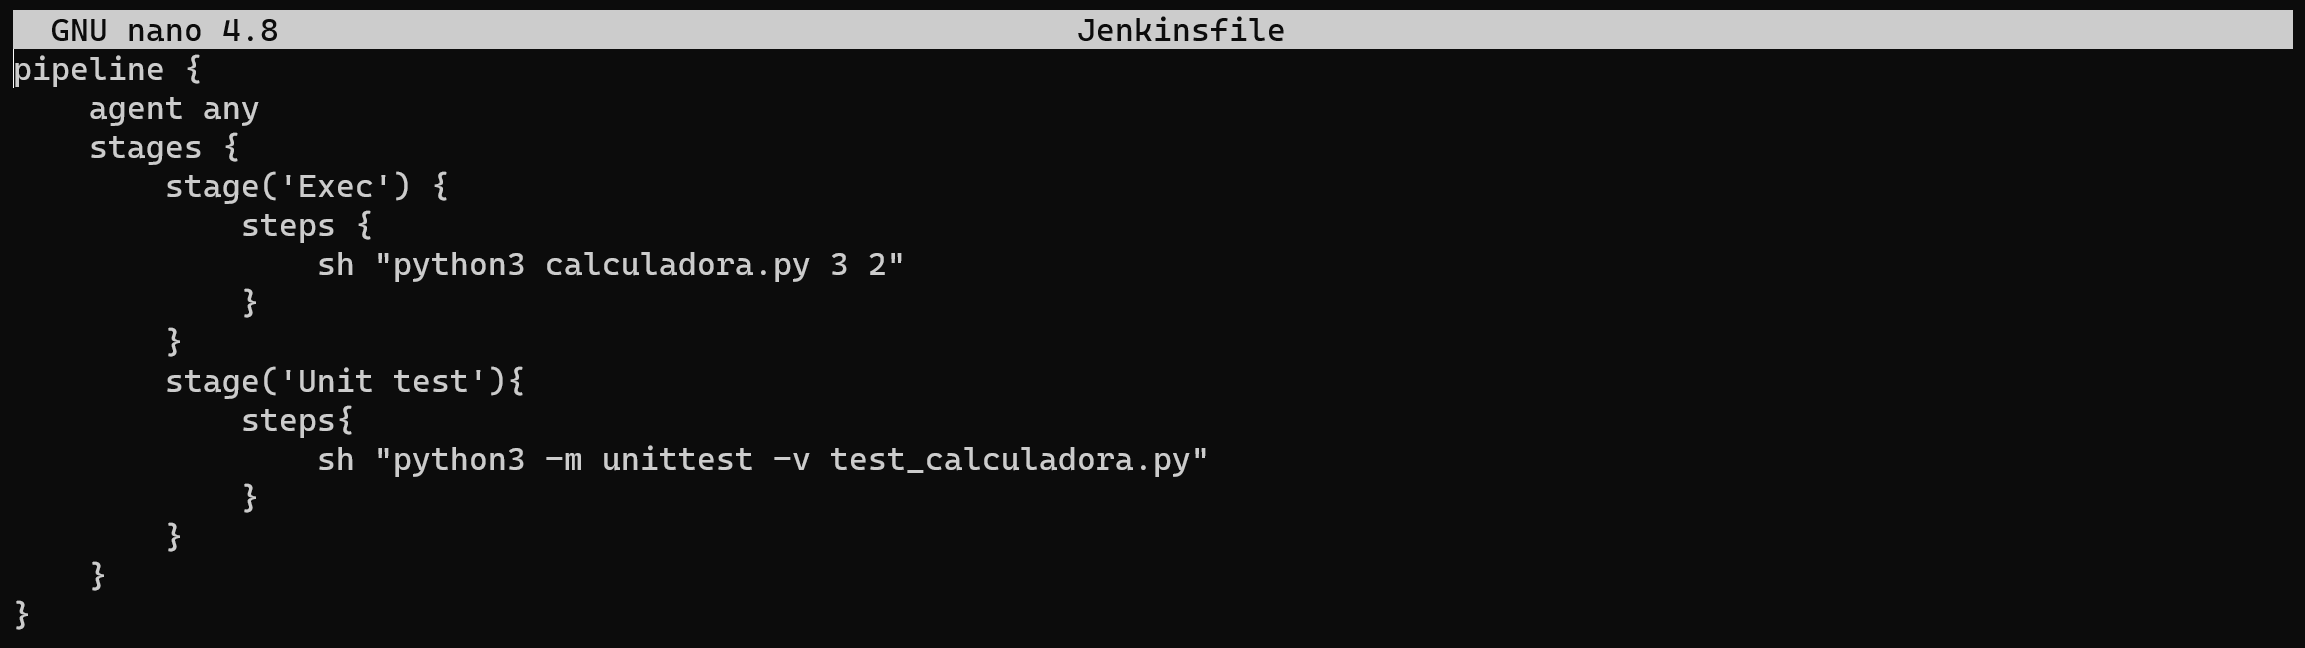 GNU nano 4.8 Jenkinsfile
pipeline {
    agent any
    stages {
        stage('Exec') {
            steps {
                sh "python3 calculadora.py 3 2"
            }
        }
        stage('Unit test'){
            steps{
                sh "python3 -m unittest -v test_calculadora.py"
            }
        }
    }
}